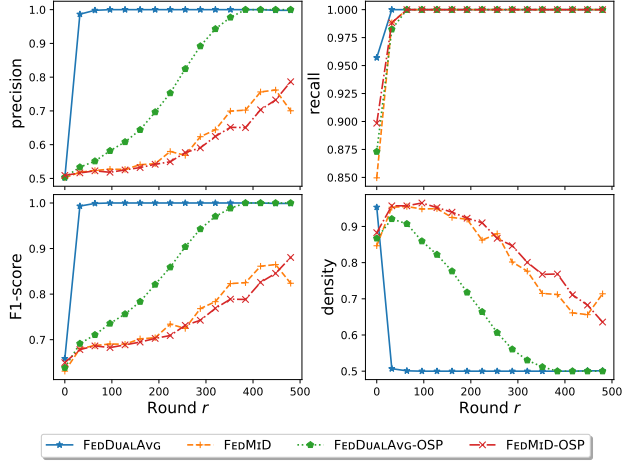 1.0
0.9
0.8
0.7
0.6
0.5
precision
1.000
0.975
0.950
0.925
0.900
0.875
0.850
recall
1.0
0.9
0.8
0.7
F1-score
0 100 200 300 400 500
Round r
0.9
0.8
0.7
0.6
0.5
density
0 100 200 300 400 500
Round r
FEDDUALAVG FEDMID FEDDUALAVG-OSP FEDMID-OSP